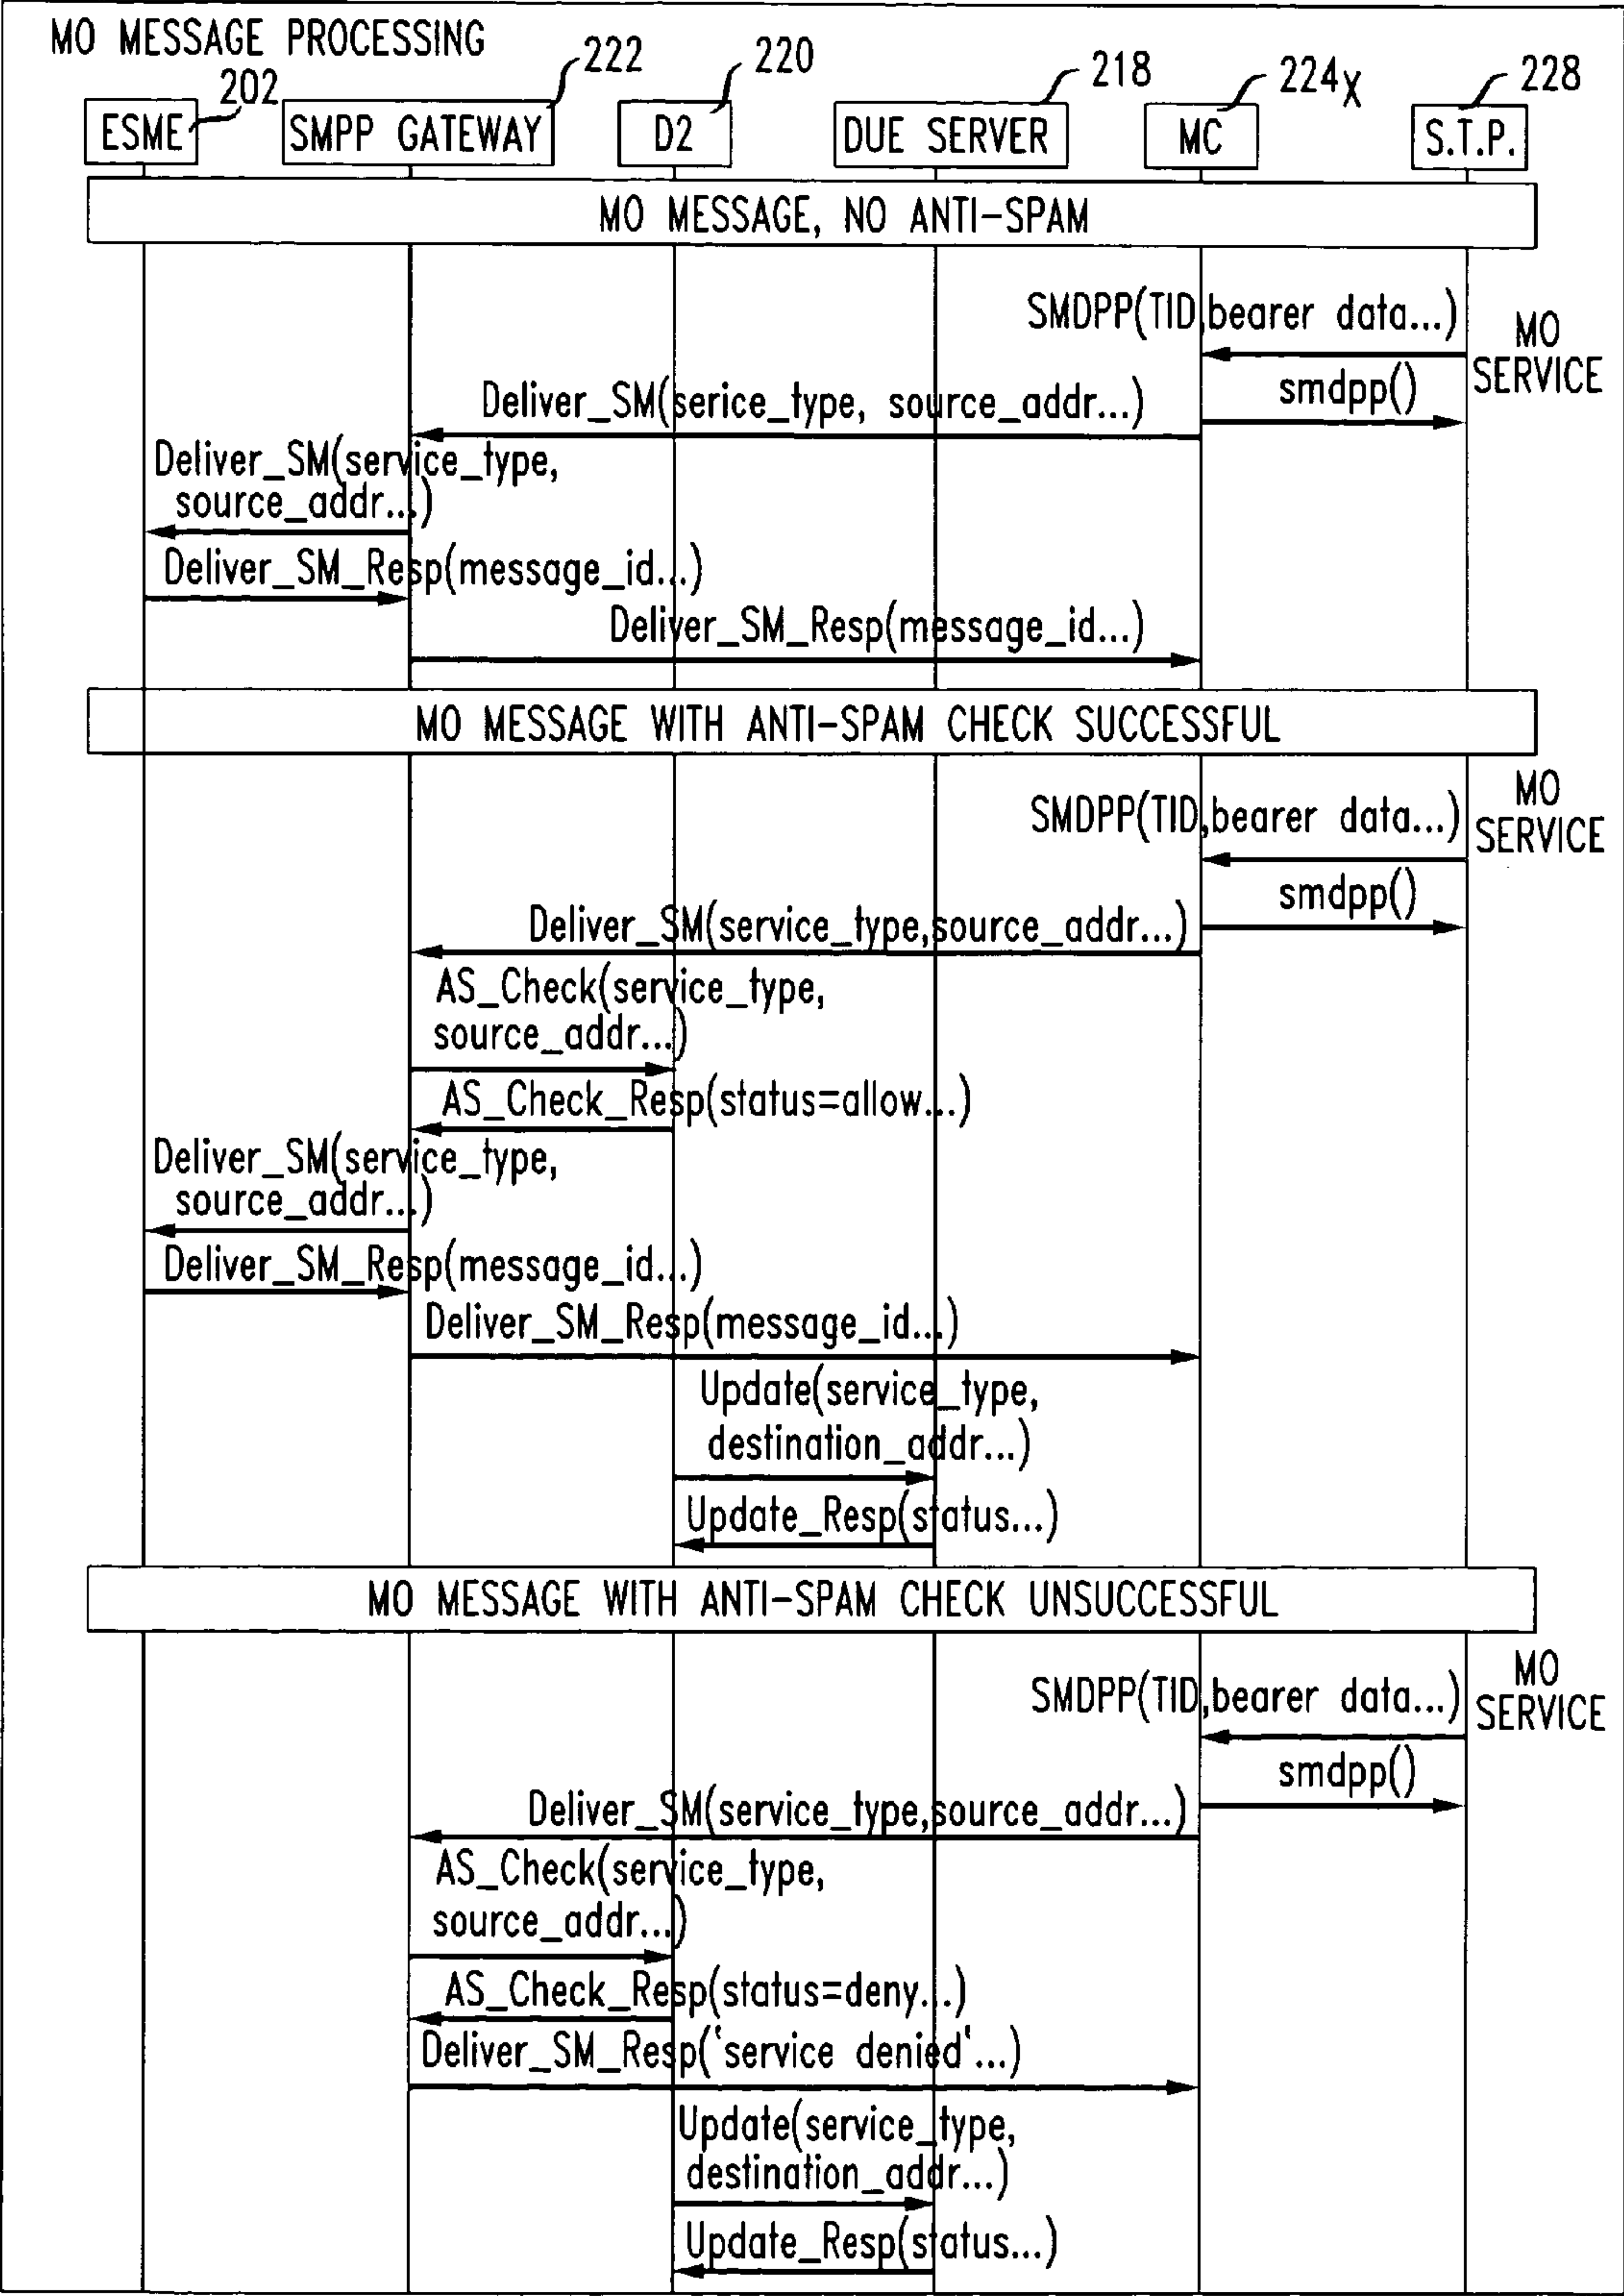 MO MESSAGE PROCESSING
202
222
220
218
224X
228
ESME
SMPP GATEWAY
D2
DUE SERVER
MC
S.T.P.
MO MESSAGE, NO ANTI-SPAM
SMDPP(TID,bearer data...)
MO
SERVICE
smdpp()
Deliver_SM(serice_type, source_addr...)
Deliver_SM(service_type,
source_addr...)
Deliver_SM_Resp(message_id...)
Deliver_SM_Resp(message_id...)
MO MESSAGE WITH ANTI-SPAM CHECK SUCCESSFUL
SMDPP(TID,bearer data...)
MO
SERVICE
smdpp()
Deliver_SM(service_type,source_addr...)
AS_Check(service_type,
source_addr...)
AS_Check_Resp(status=allow...)
Deliver_SM(service_type,
source_addr...)
Deliver_SM_Resp(message_id...)
Deliver_SM_Resp(message_id...)
Update(service_type,
destination_addr...)
Update_Resp(status...)
MO MESSAGE WITH ANTI-SPAM CHECK UNSUCCESSFUL
SMDPP(TID,bearer data...)
MO
SERVICE
smdpp()
Deliver_SM(service_type,source_addr...)
AS_Check(service_type,
source_addr...)
AS_Check_Resp(status=deny...)
Deliver_SM_Resp('service denied'...)
Update(service_type,
destination_addr...)
Update_Resp(status...)